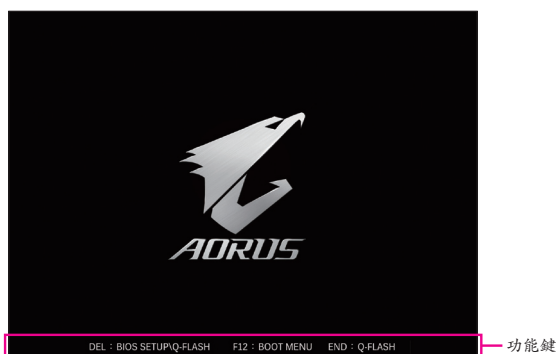 AORUS
DEL : BIOS SETUP\Q-FLASH F12 : BOOT MENU END : Q-FLASH
功能鍵